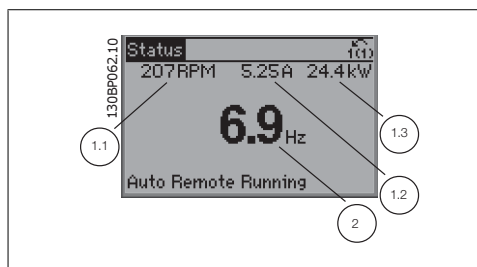 130BP062.10
Status 1(1)
207RPM 5.25A 24.4kW
6.9Hz
Auto Remote Running
1.1
1.3
1.2
2